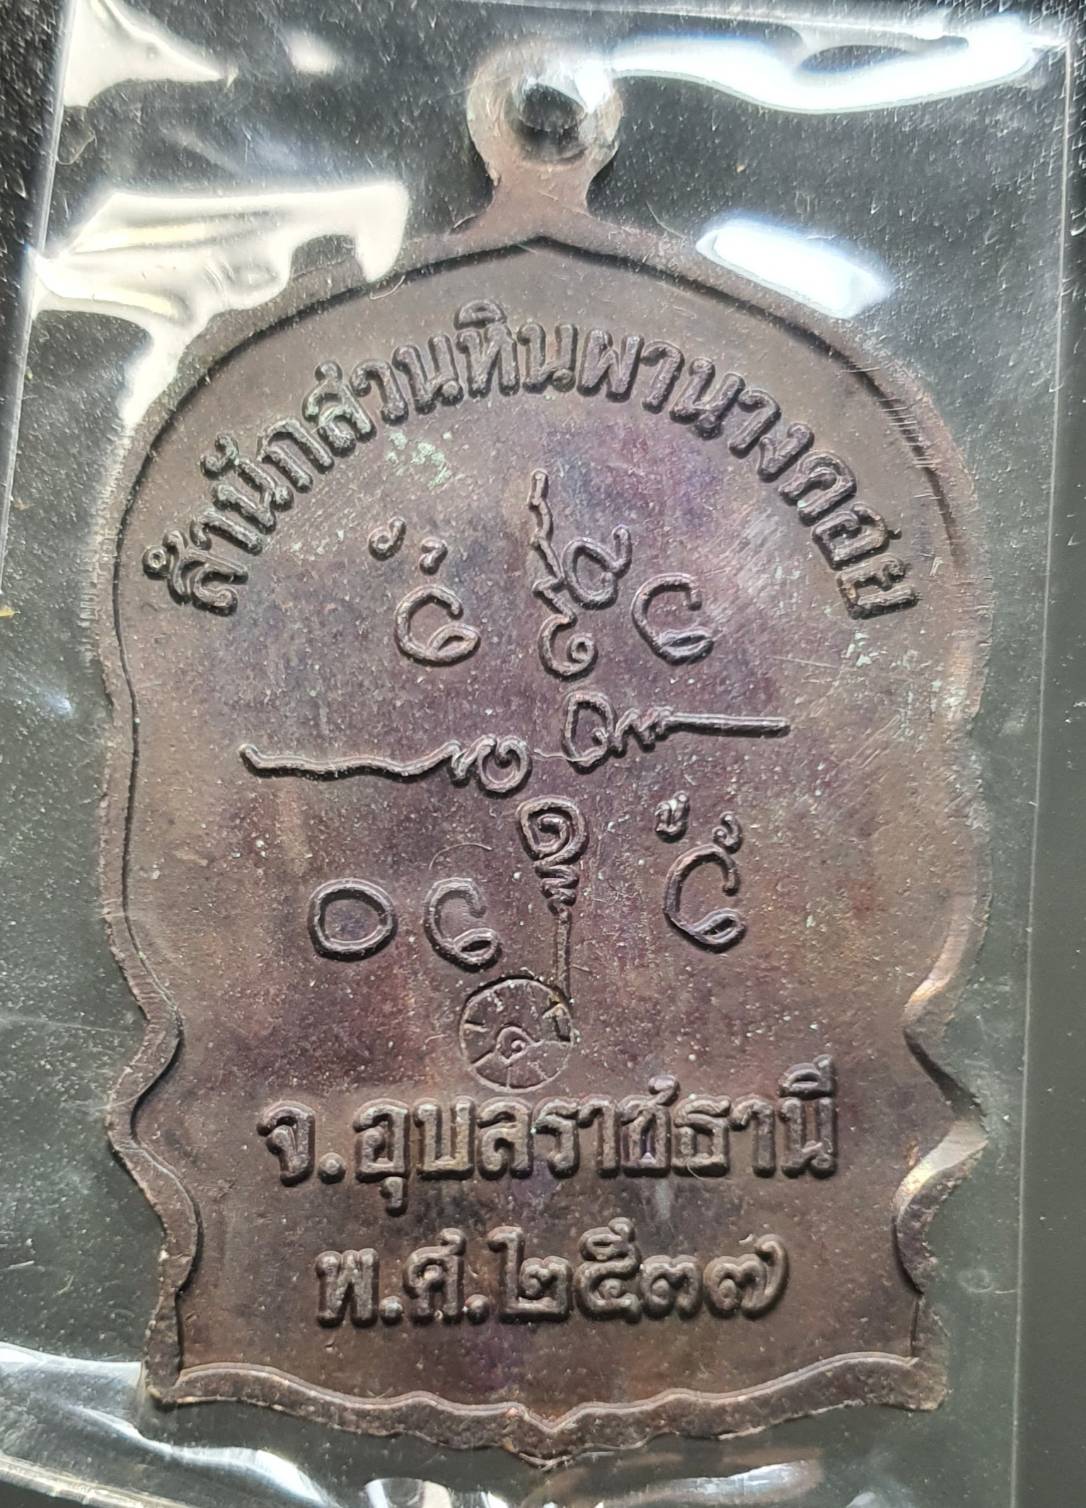 สำนักสวนหินผานางคอย
จ.อุบลราชธานี
พ.ศ.๒๕๓๗